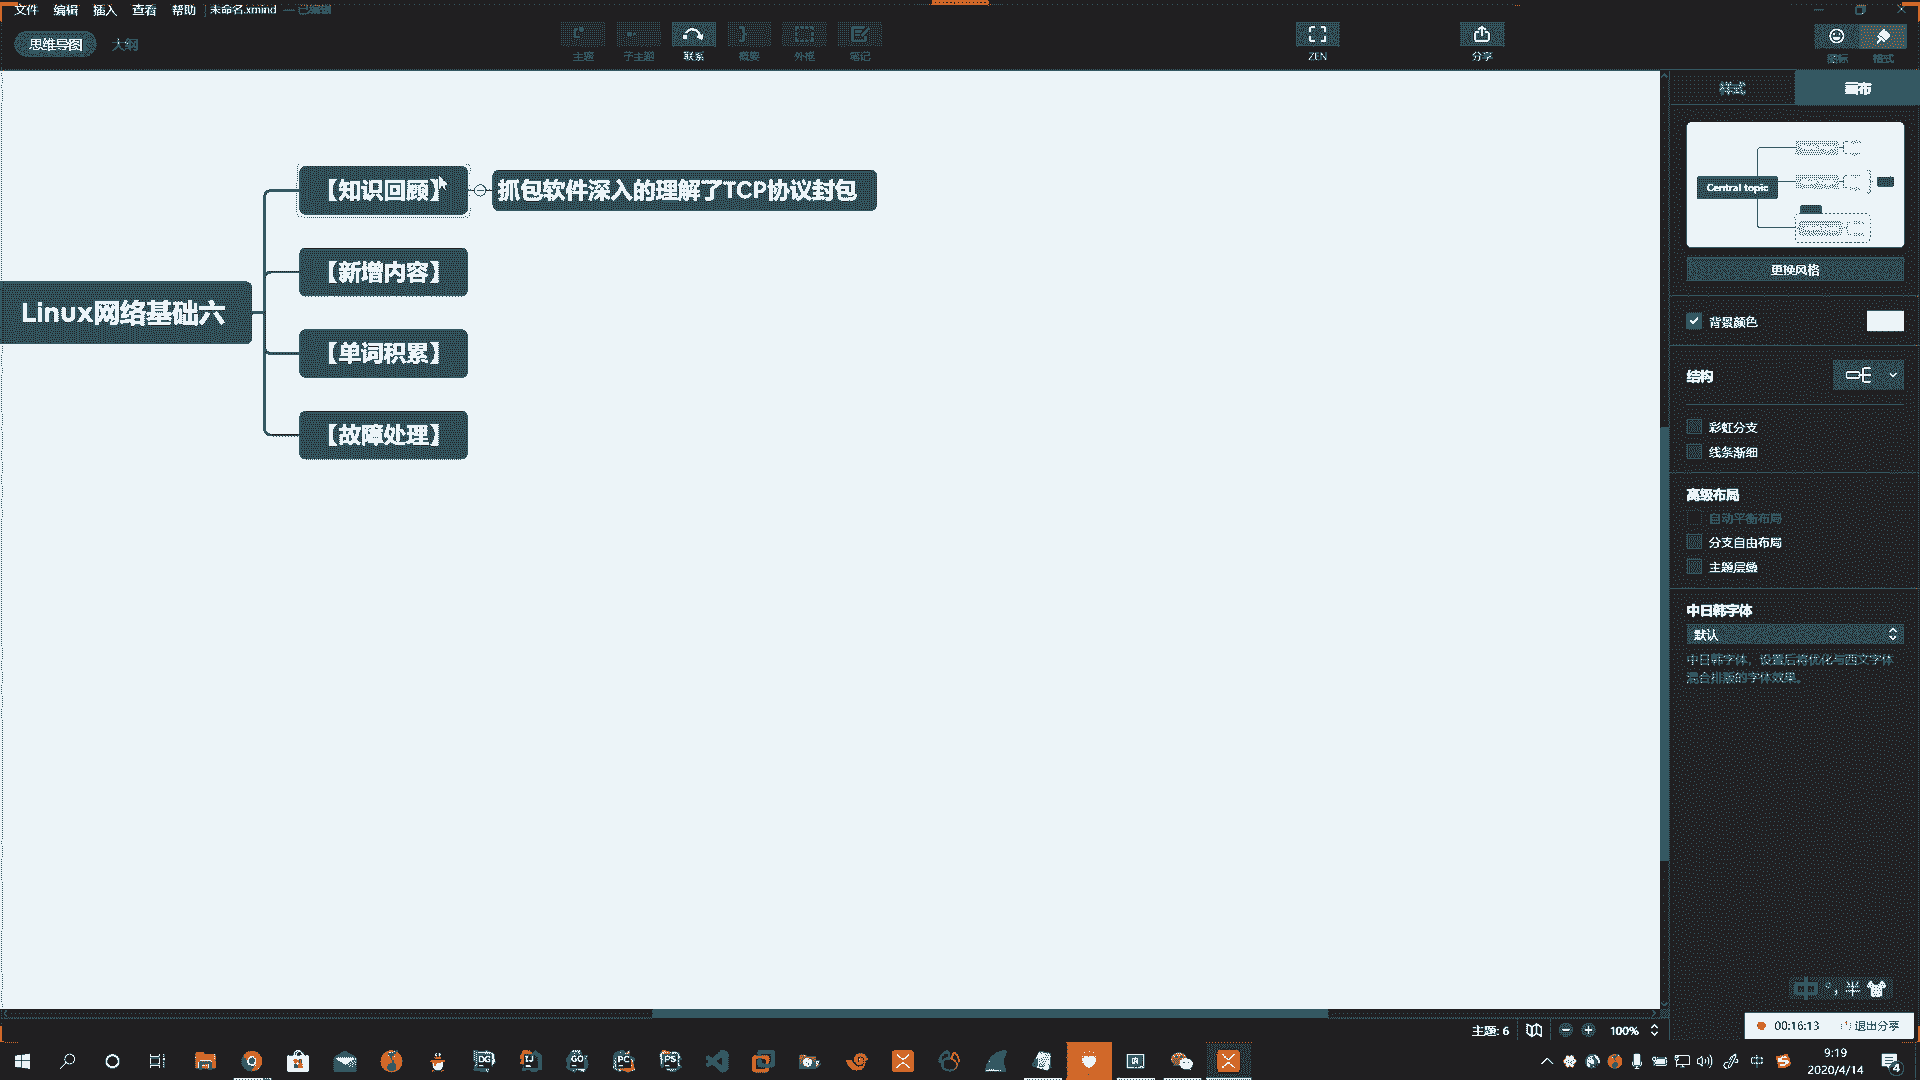 文件 编辑 插入 查看 帮助 未命名.xmind — 已编辑
思维导图 大纲
主题 子主题 联系 概要 外框 笔记 ZEN 分享 图标 格式
样式 画布
【知识回顾】 抓包软件深入的理解了TCP协议封包
【新增内容】
Linux网络基础六
【单词积累】
【故障处理】
Central topic
更换风格
背景颜色
结构
彩虹分支
线条渐细
高级布局
自动平衡布局
分支自由布局
主题层叠
中日韩字体
默认
中日韩字体，设置后将优化与西文字体
混合排版的字体效果。
中 °, 半
主题: 6 100%
00:16:13 退出分享
DG IJ GO PC PS
中
9:19
2020/4/14
4